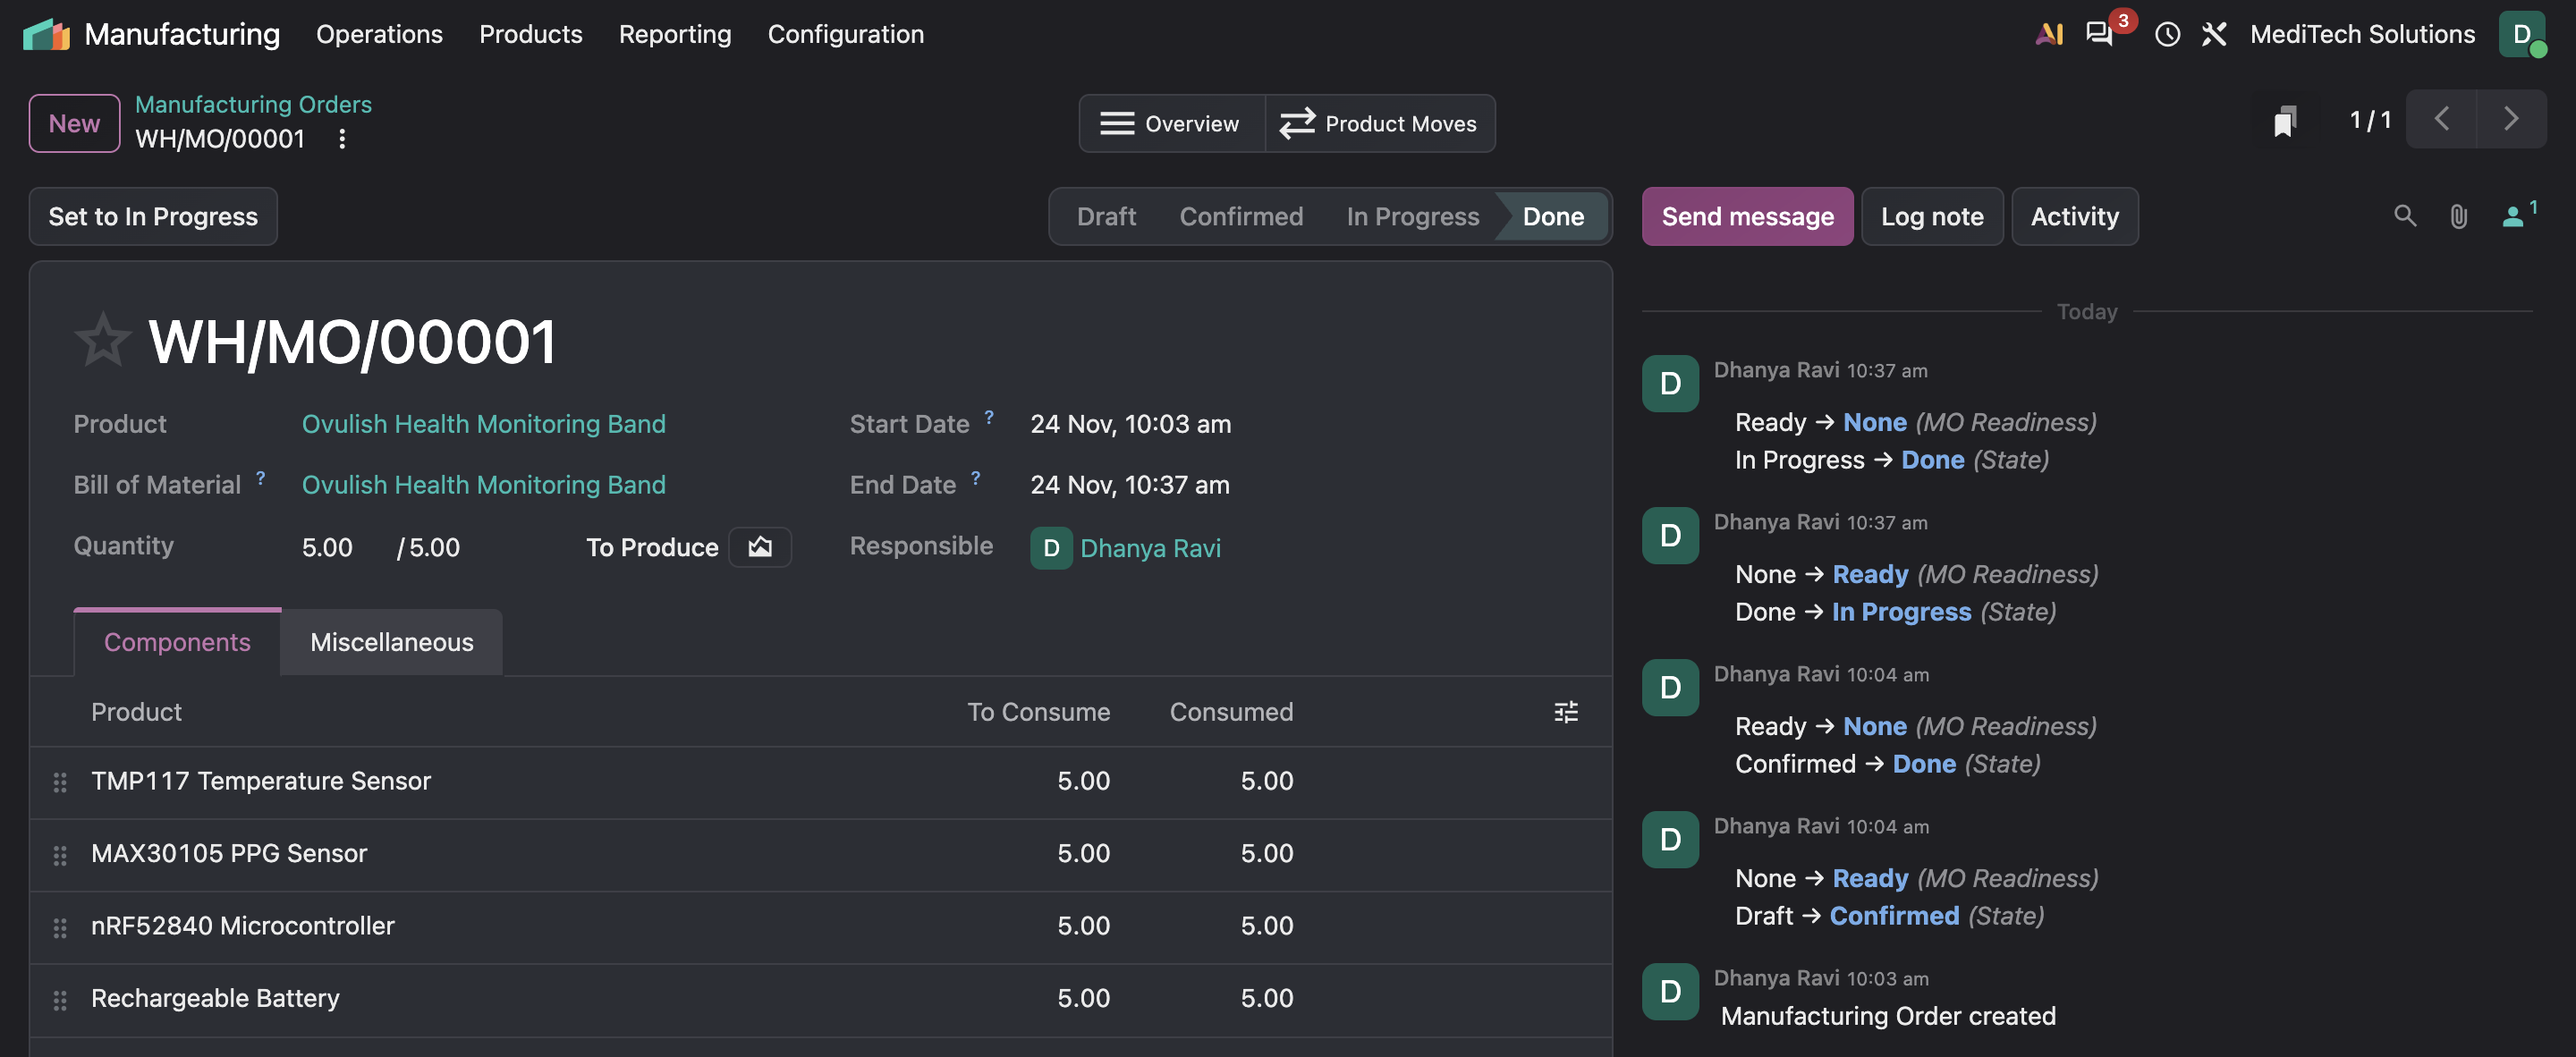 Manufacturing Operations Products Reporting Configuration
AI 3 MediTech Solutions D
New Manufacturing Orders
WH/MO/00001
Overview Product Moves 1 / 1
Set to In Progress
Draft Confirmed In Progress Done
Send message Log note Activity 1
WH/MO/00001
Product Ovulish Health Monitoring Band
Start Date ? 24 Nov, 10:03 am
Bill of Material ? Ovulish Health Monitoring Band
End Date ? 24 Nov, 10:37 am
Quantity 5.00 / 5.00 To Produce
Responsible D Dhanya Ravi
Components Miscellaneous
Product To Consume Consumed
TMP117 Temperature Sensor 5.00 5.00
MAX30105 PPG Sensor 5.00 5.00
nRF52840 Microcontroller 5.00 5.00
Rechargeable Battery 5.00 5.00
Today
D Dhanya Ravi 10:37 am
Ready → None (MO Readiness)
In Progress → Done (State)
D Dhanya Ravi 10:37 am
None → Ready (MO Readiness)
Done → In Progress (State)
D Dhanya Ravi 10:04 am
Ready → None (MO Readiness)
Confirmed → Done (State)
D Dhanya Ravi 10:04 am
None → Ready (MO Readiness)
Draft → Confirmed (State)
D Dhanya Ravi 10:03 am
Manufacturing Order created